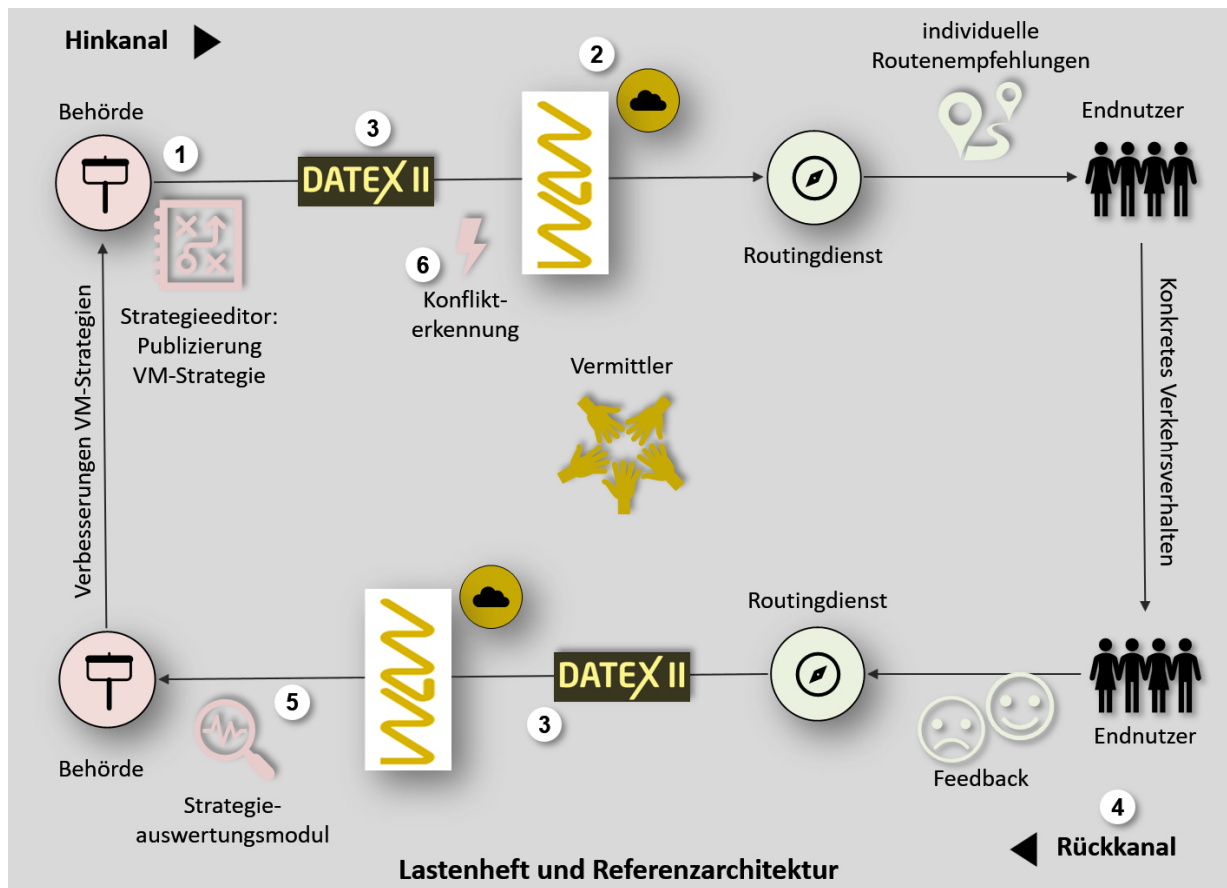 Hinkanal
individuelle
Routenempfehlungen
2
Behörde
3
Endnutzer
1
DATEX II
6
Konflikt-
erkennung
Routingdienst
Strategieeditor:
Publizierung
VM-Strategie
Vermittler
Verbesserungen VM-Strategien
Konkretes Verkehrsverhalten
Routingdienst
DATEX II
5
3
Behörde
Endnutzer
Feedback
Strategie-
auswertungsmodul
4
Rückkanal
Lastenheft und Referenzarchitektur